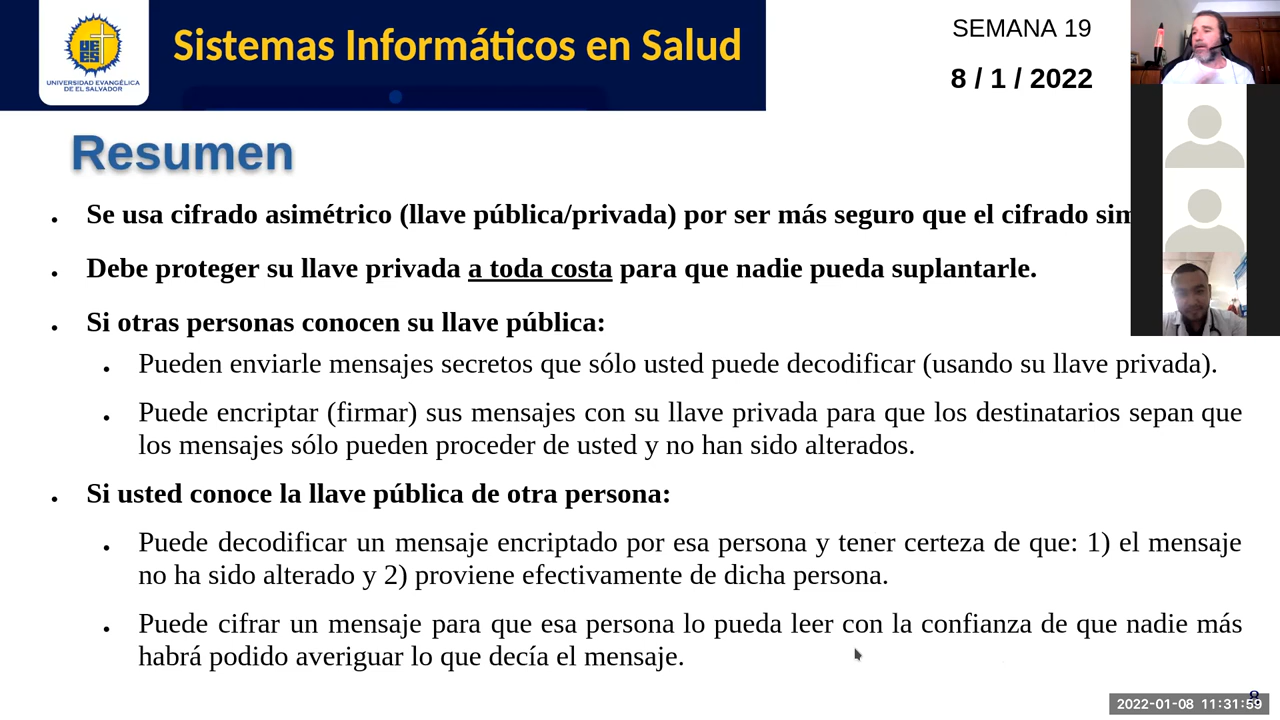 UNIVERSIDAD EVANGÉLICA
DE EL SALVADOR
Sistemas Informáticos en Salud
SEMANA 19
8 / 1 / 2022
Resumen
Se usa cifrado asimétrico (llave pública/privada) por ser más seguro que el cifrado
Debe proteger su llave privada a toda costa para que nadie pueda suplantarle.
Si otras personas conocen su llave pública:
Pueden enviarle mensajes secretos que sólo usted puede decodificar (usando su llave privada).
Puede encriptar (firmar) sus mensajes con su llave privada para que los destinatarios sepan que
los mensajes sólo pueden proceder de usted y no han sido alterados.
Si usted conoce la llave pública de otra persona:
Puede decodificar un mensaje encriptado por esa persona y tener certeza de que: 1) el mensaje
no ha sido alterado y 2) proviene efectivamente de dicha persona.
Puede cifrar un mensaje para que esa persona lo pueda leer con la confianza de que nadie más
habrá podido averiguar lo que decía el mensaje.
8
2022-01-08 11:31:59